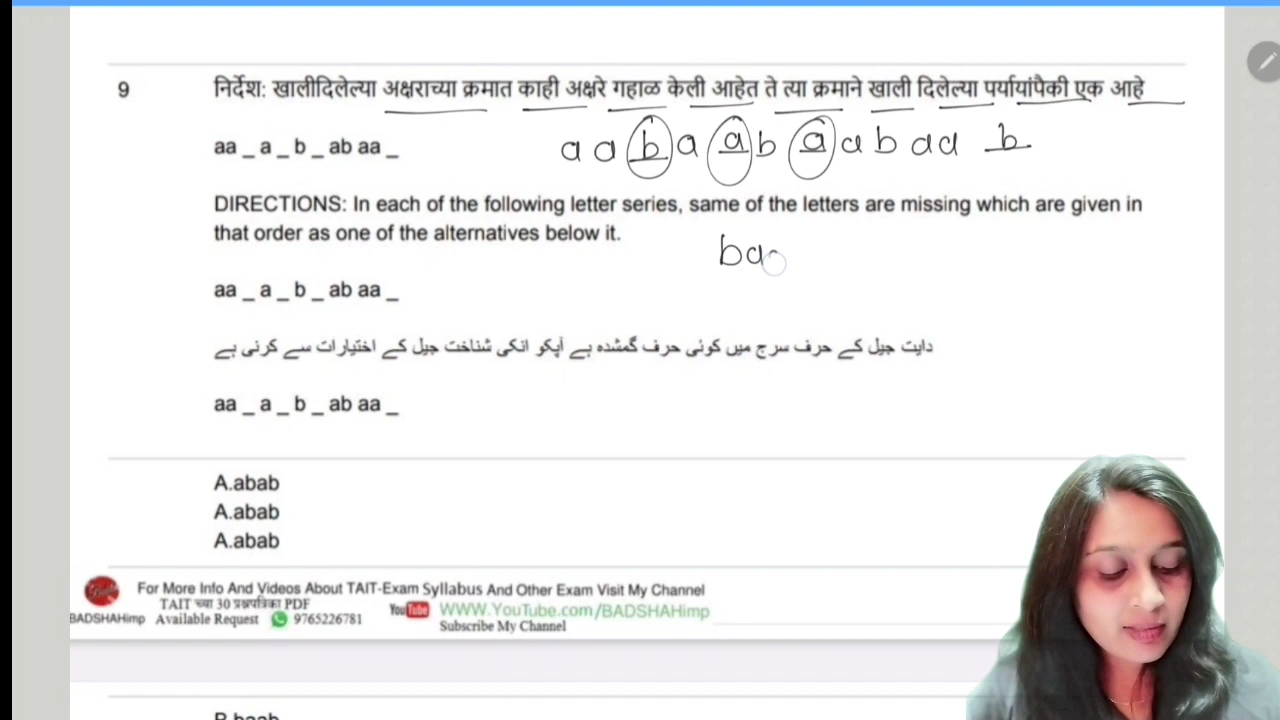 9
निर्देश: खालीदिलेल्या अक्षराच्या क्रमात काही अक्षरे गहाळ केली आहेत ते त्या क्रमाने खाली दिलेल्या पर्यायांपैकी एक आहे
aa _ a _ b _ ab aa _
a a b a a b a a b a a b
DIRECTIONS: In each of the following letter series, same of the letters are missing which are given in
that order as one of the alternatives below it.
ba
aa _ a _ b _ ab aa _
دایت جیل کے حرف سرج میں کوئی حرف گمشدہ ہے آپکو انکی شناخت جیل کے اختیارات سے کرنی ہے
aa _ a _ b _ ab aa _
A.abab
A.abab
A.abab
For More Info And Videos About TAIT-Exam Syllabus And Other Exam Visit My Channel
TAIT च्या 30 प्रश्नपत्रिका PDF
BADSHAHimp Available Request 9765226781
YouTube WWW.YouTube.com/BADSHAHimp
Subscribe My Channel
B.baab